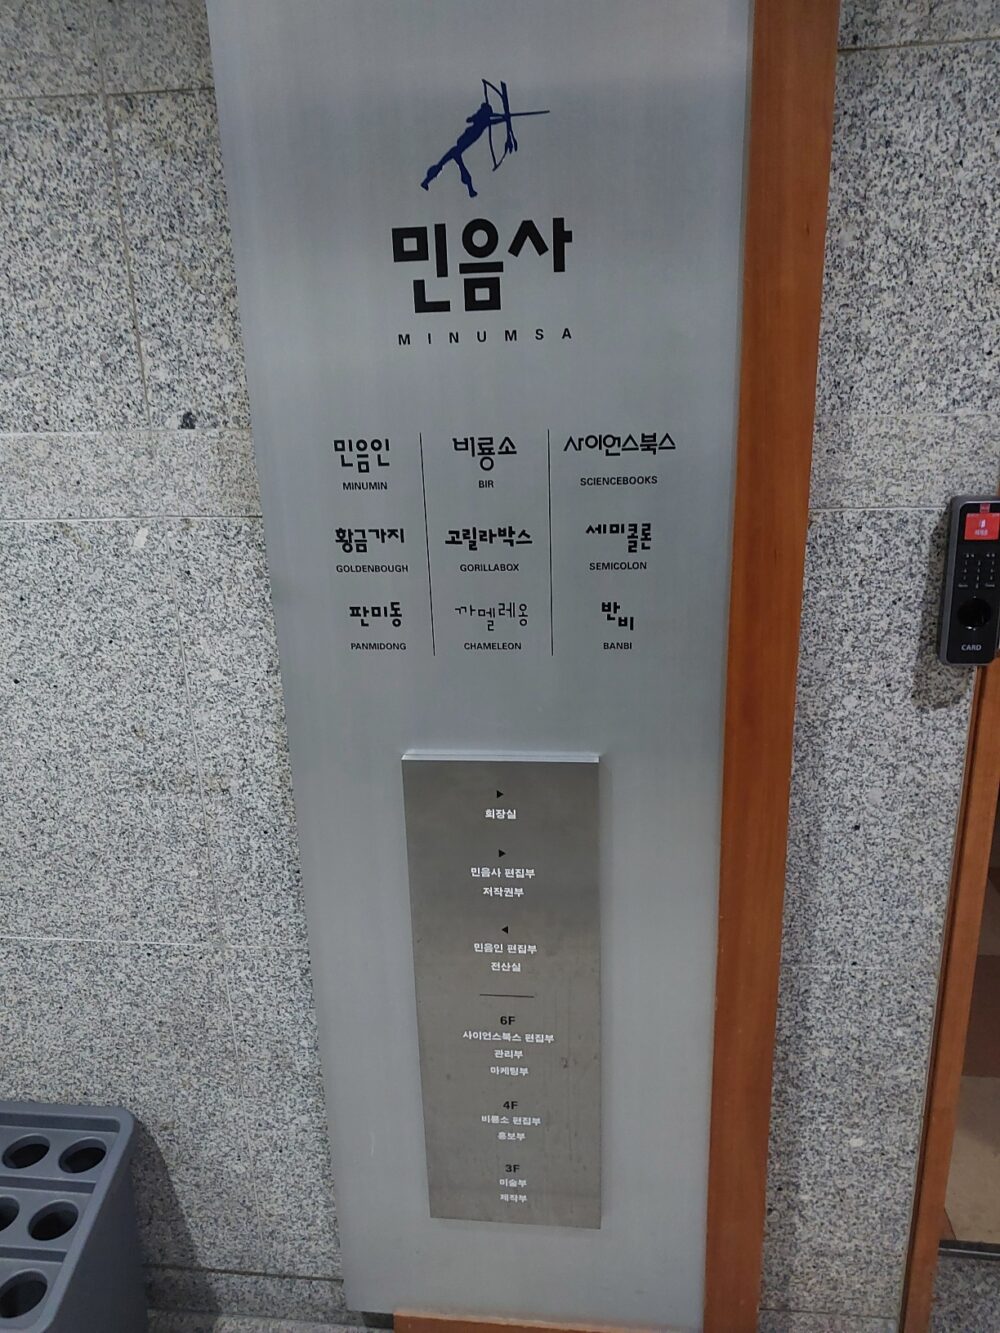 민음사
MINUMSA
민음인
MINUMIN
비룡소
BIR
사이언스북스
SCIENCEBOOKS
황금가지
GOLDENBOUGH
고릴라박스
GORILLABOX
세미콜론
SEMICOLON
판미동
PANMIDONG
까멜레옹
CHAMELEON
반비
BANBI
▶
회장실
▶
민음사 편집부
저작권부
◀
민음인 편집부
전산실
6F
사이언스북스 편집부
관리부
마케팅부
4F
비룡소 편집부
홍보부
3F
미술부
제작부
CARD